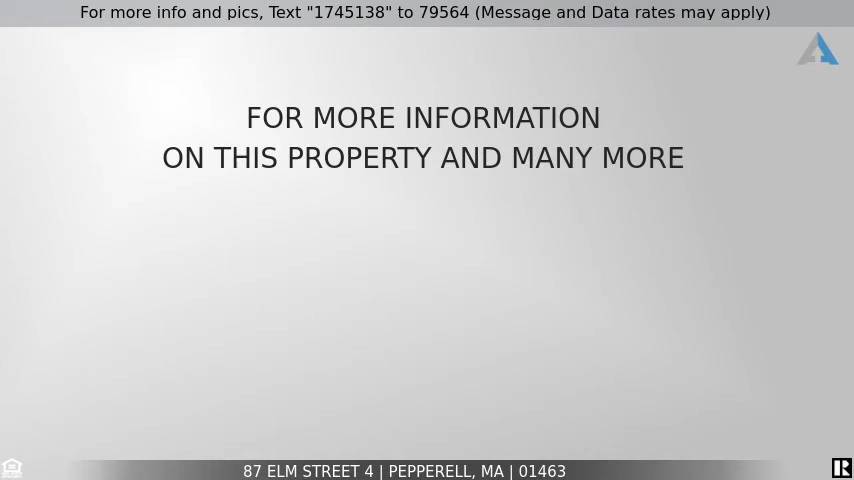 For more info and pics, Text "1745138" to 79564 (Message and Data rates may apply)
FOR MORE INFORMATION
ON THIS PROPERTY AND MANY MORE
87 ELM STREET 4 | PEPPERELL, MA | 01463